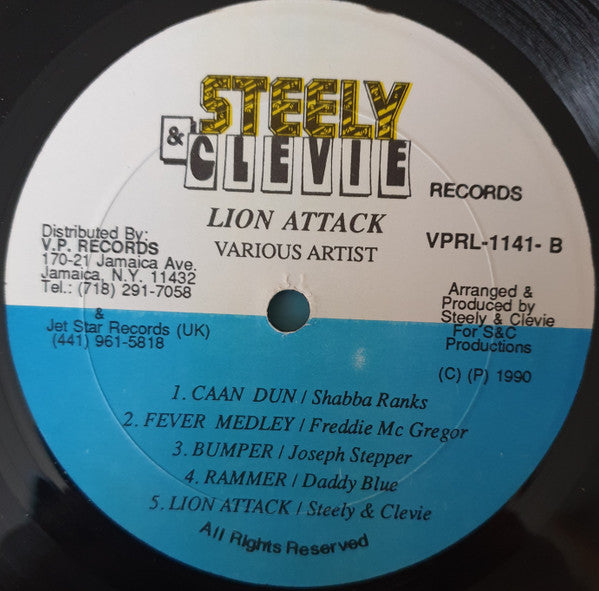 STEELY
& CLEVIE
RECORDS
LION ATTACK
VARIOUS ARTIST
VPRL-1141- B
Distributed By:
V.P. RECORDS
170-21 Jamaica Ave.
Jamaica, N.Y. 11432
Tel.: (718) 291-7058
&
Jet Star Records (UK)
(441) 961-5818
Arranged &
Produced by
Steely & Clevie
For S&C
Productions
(C) (P) 1990
1. CAAN DUN / Shabba Ranks
2. FEVER MEDLEY / Freddie Mc Gregor
3. BUMPER / Joseph Stepper
4. RAMMER / Daddy Blue
5. LION ATTACK / Steely & Clevie
All Rights Reserved